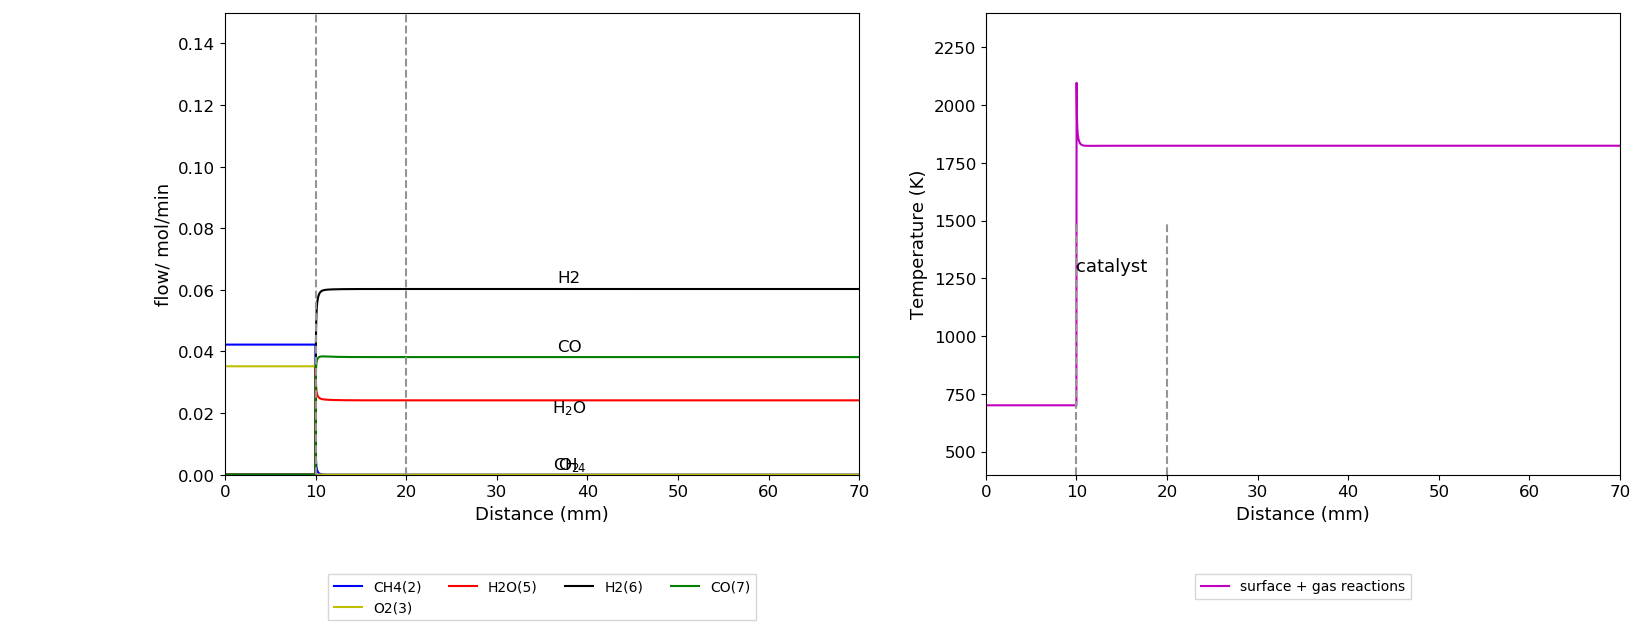 0.14
0.12
0.10
0.08
0.06
0.04
0.02
0.00
flow/ mol/min
H2
CO
H₂O
0 10 20 30 40 50 60 70
Distance (mm)
CH4(2) H2O(5) H2(6) CO(7)
O2(3)
2250
2000
1750
1500
1250
1000
750
500
Temperature (K)
catalyst
0 10 20 30 40 50 60 70
Distance (mm)
surface + gas reactions